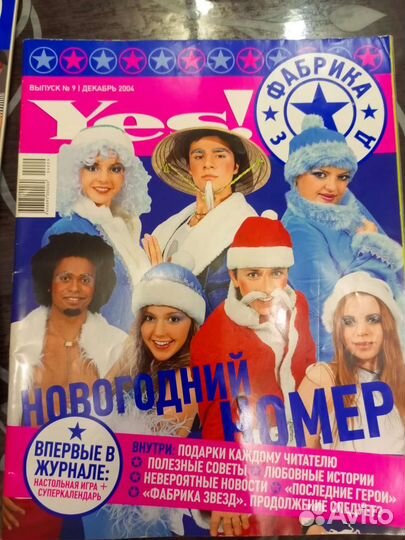 ВЫПУСК № 9 | ДЕКАБРЬ 2004
Yes!
ФАБРИКА
ЗВЕЗД
НОВОГОДНИЙ
НОМЕР
ВПЕРВЫЕ В
ЖУРНАЛЕ:
НАСТОЛЬНАЯ ИГРА +
СУПЕРКАЛЕНДАРЬ
ВНУТРИ: ПОДАРКИ КАЖДОМУ ЧИТАТЕЛЮ
ПОЛЕЗНЫЕ СОВЕТЫ ЛЮБОВНЫЕ ИСТОРИИ
НЕВЕРОЯТНЫЕ НОВОСТИ «ПОСЛЕДНИЕ ГЕРОИ»
«ФАБРИКА ЗВЕЗД». ПРОДОЛЖЕНИЕ СЛЕДУЕТ?
Avito